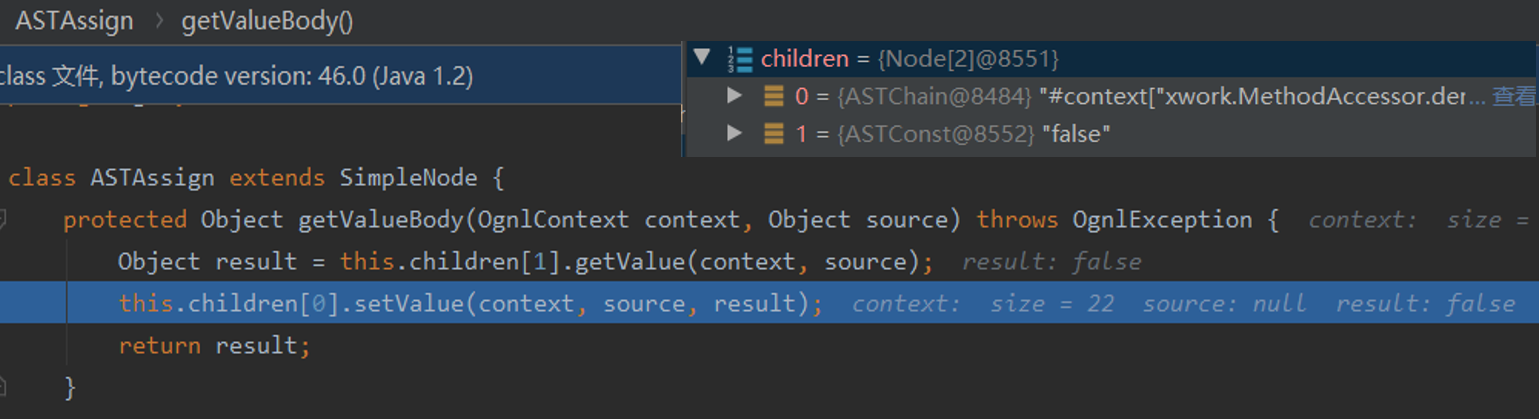 ASTAssign › getValueBody()
class 文件, bytecode version: 46.0 (Java 1.2)
children = {Node[2]@8551}
0 = {ASTChain@8484} "#context["xwork.MethodAccessor.der... 查看
1 = {ASTConst@8552} "false"
class ASTAssign extends SimpleNode {
protected Object getValueBody(OgnlContext context, Object source) throws OgnlException { context: size =
Object result = this.children[1].getValue(context, source); result: false
this.children[0].setValue(context, source, result); context: size = 22 source: null result: false
return result;
}